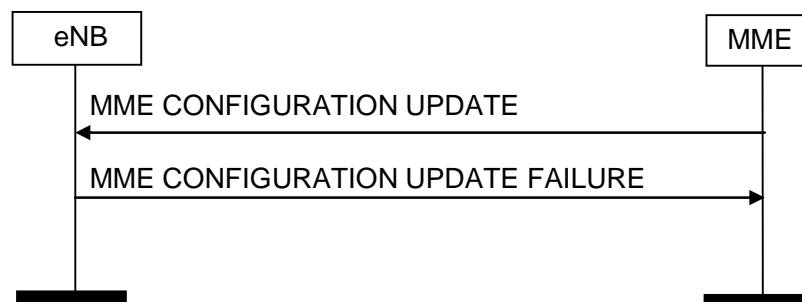 eNB
MME
MME CONFIGURATION UPDATE
MME CONFIGURATION UPDATE FAILURE